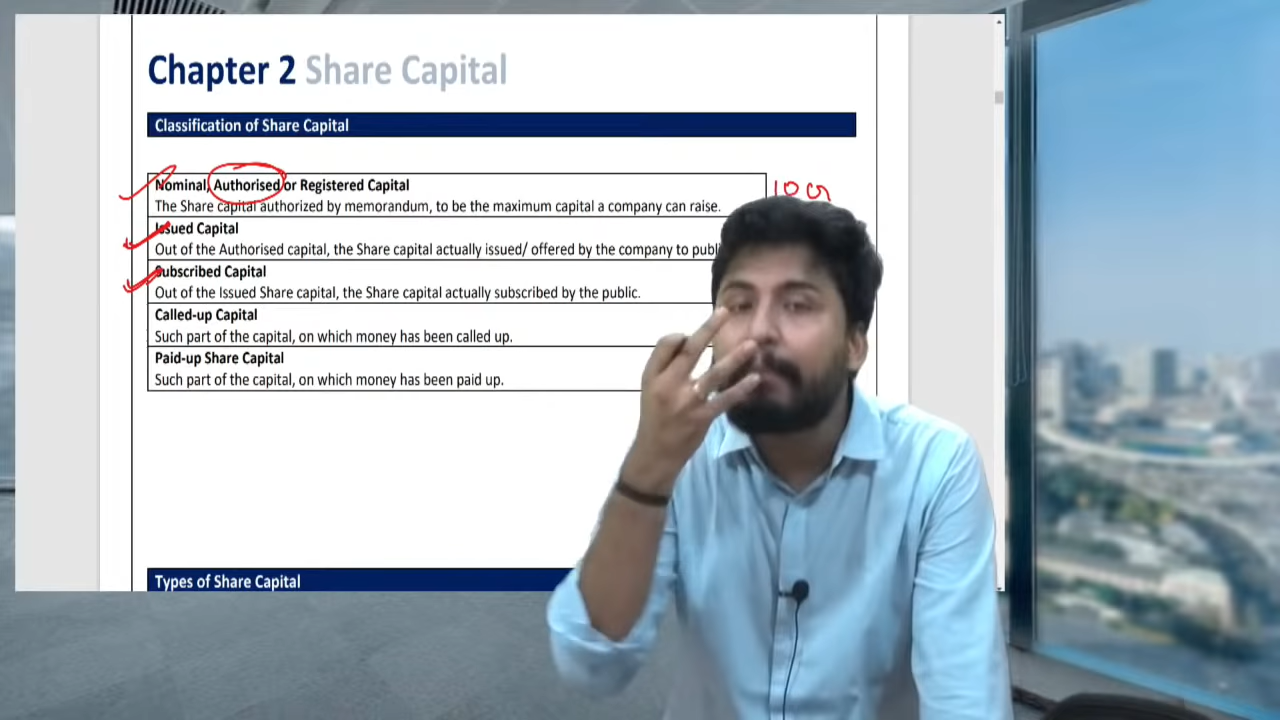 Chapter 2 Share Capital
Classification of Share Capital
Nominal, Authorised or Registered Capital
The Share capital authorized by memorandum, to be the maximum capital a company can raise.
10 Cr
Issued Capital
Out of the Authorised capital, the Share capital actually issued/ offered by the company to publ
Subscribed Capital
Out of the Issued Share capital, the Share capital actually subscribed by the public.
Called-up Capital
Such part of the capital, on which money has been called up.
Paid-up Share Capital
Such part of the capital, on which money has been paid up.
Types of Share Capital